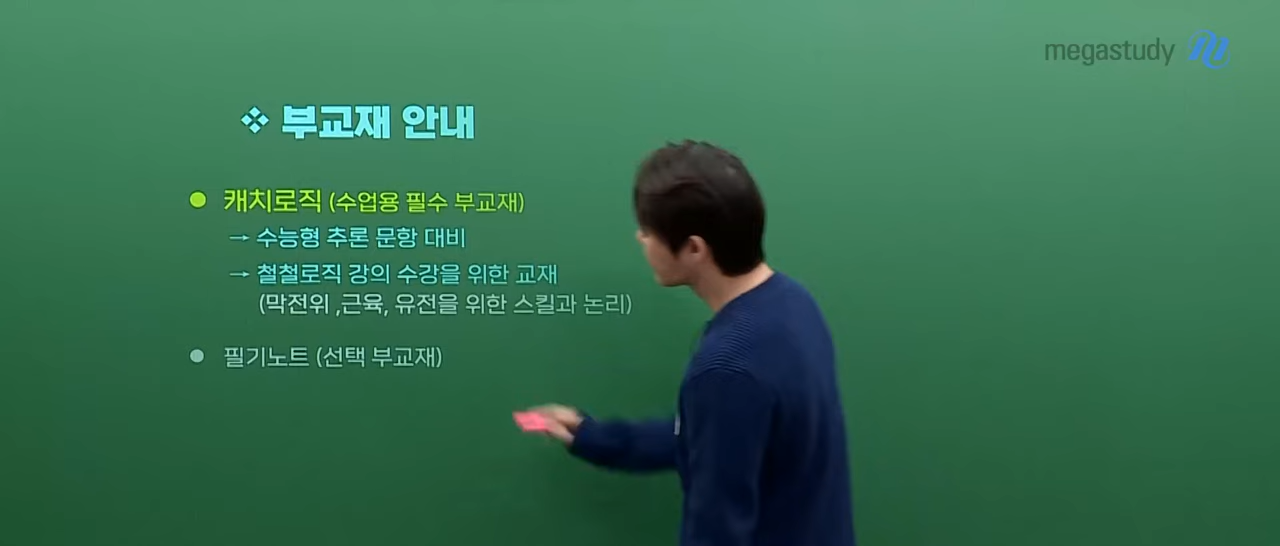 megastudy
❖ 부교재 안내
● 캐치로직 (수업용 필수 부교재)
→ 수능형 추론 문항 대비
→ 철철로직 강의 수강을 위한 교재
(막전위 ,근육, 유전을 위한 스킬과 논리)
● 필기노트 (선택 부교재)